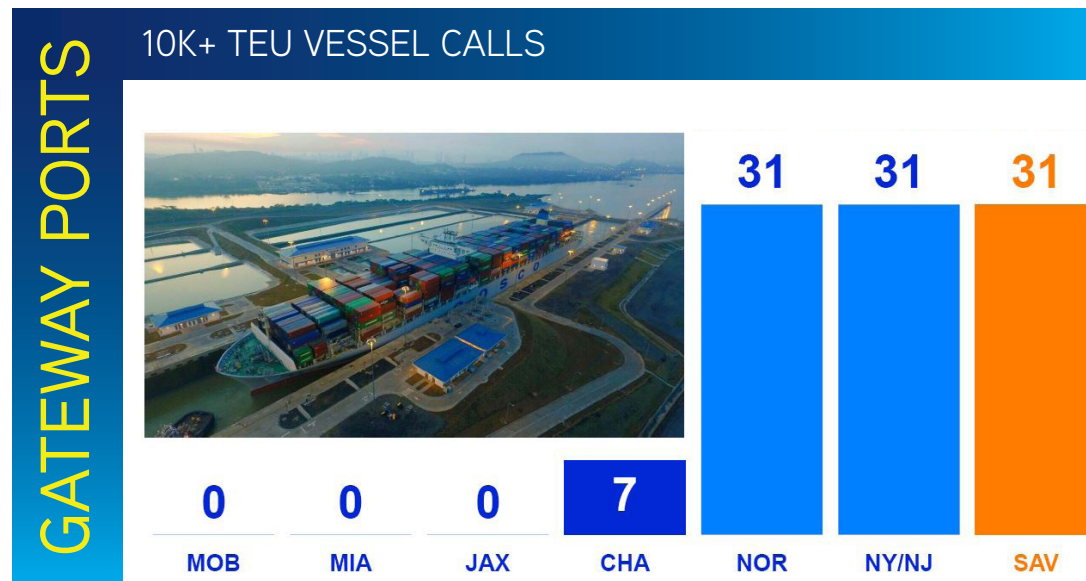 GATEWAY PORTS
10K+ TEU VESSEL CALLS
31 31 31
0 0 0 7
MOB MIA JAX CHA NOR NY/NJ SAV
COSCO